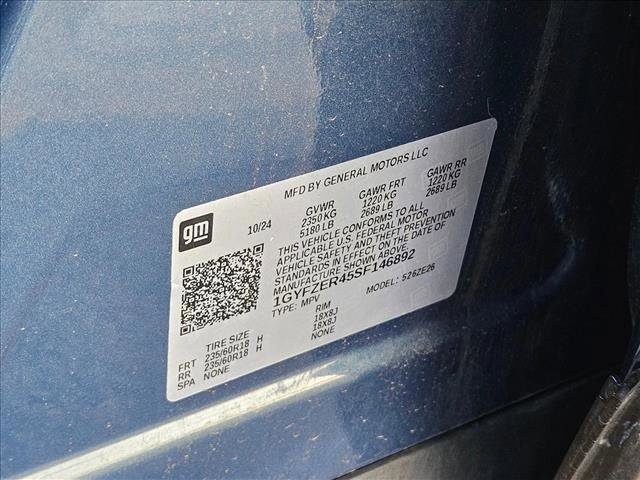 MFD BY GENERAL MOTORS LLC
gm
10/24
GVWR GAWR FRT GAWR RR
2350 KG 1220 KG 1220 KG
5180 LB 2689 LB 2689 LB
THIS VEHICLE CONFORMS TO ALL
APPLICABLE U.S. FEDERAL MOTOR
VEHICLE SAFETY AND THEFT PREVENTION
STANDARDS IN EFFECT ON THE DATE OF
MANUFACTURE SHOWN ABOVE.
1GYFZER45SF146892
TYPE: MPV MODEL: 526ZE26
TIRE SIZE RIM
FRT 235/60R18 H 18X8J
RR 235/60R18 H 18X8J
SPA NONE NONE